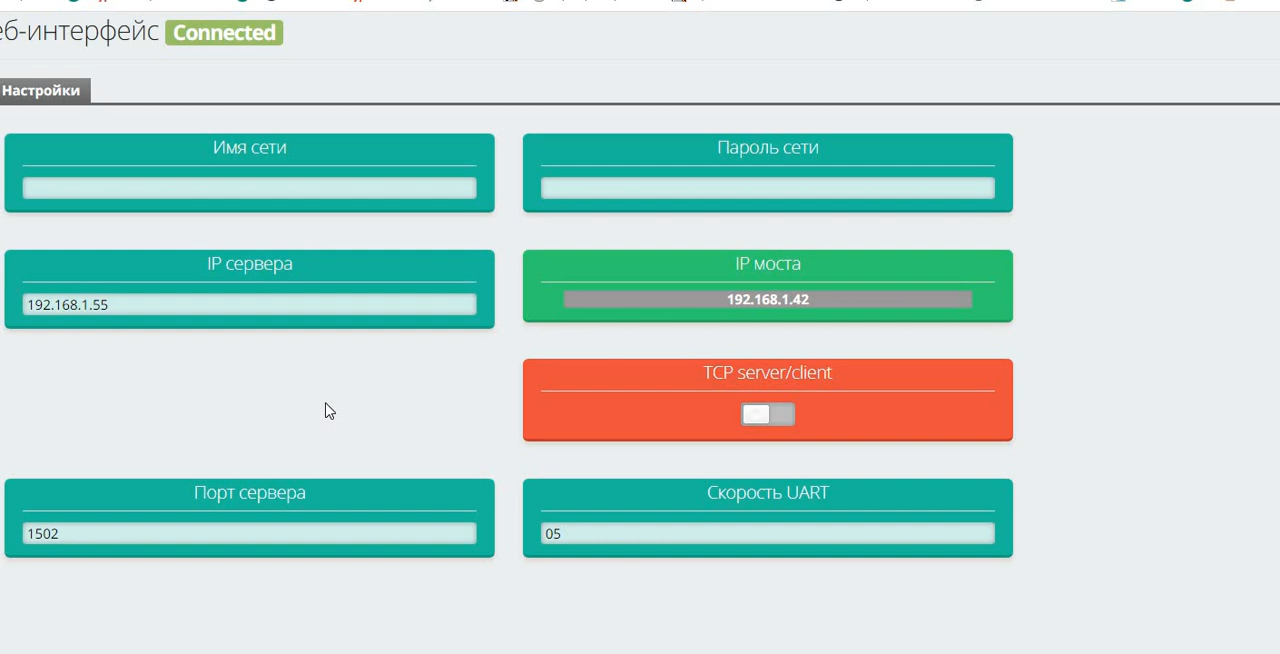 еб-интерфейс Connected
Настройки
Имя сети
Пароль сети
IP сервера
192.168.1.55
IP моста
192.168.1.42
TCP server/client
Порт сервера
1502
Скорость UART
05